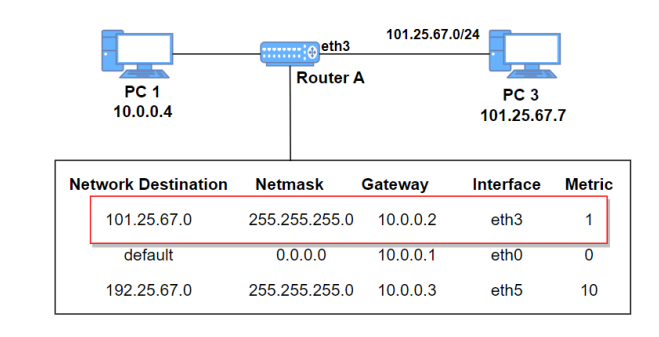 101.25.67.0/24
eth3
Router A
PC 1
10.0.0.4
PC 3
101.25.67.7
Network Destination Netmask Gateway Interface Metric
101.25.67.0 255.255.255.0 10.0.0.2 eth3 1
default 0.0.0.0 10.0.0.1 eth0 0
192.25.67.0 255.255.255.0 10.0.0.3 eth5 10